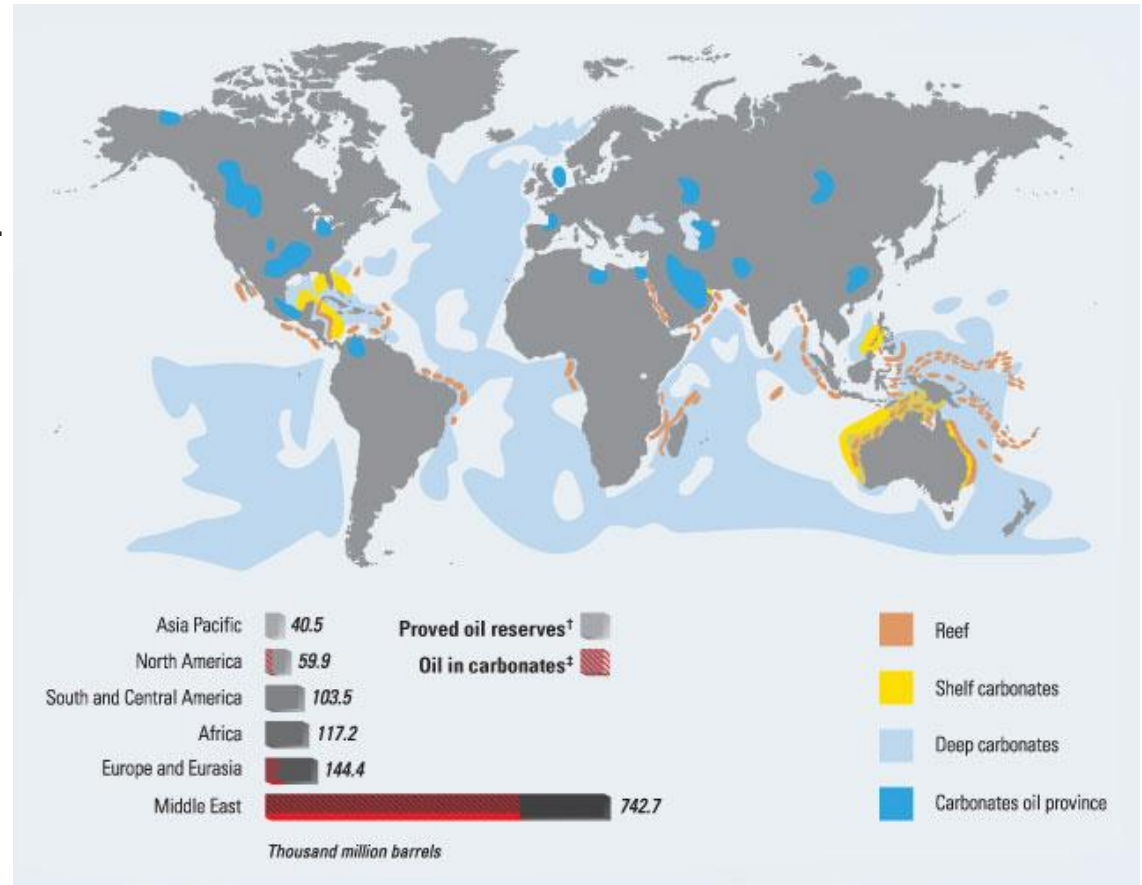 Asia Pacific 40.5
North America 59.9
South and Central America 103.5
Africa 117.2
Europe and Eurasia 144.4
Middle East 742.7
Thousand million barrels
Proved oil reserves†
Oil in carbonates‡
Reef
Shelf carbonates
Deep carbonates
Carbonates oil province